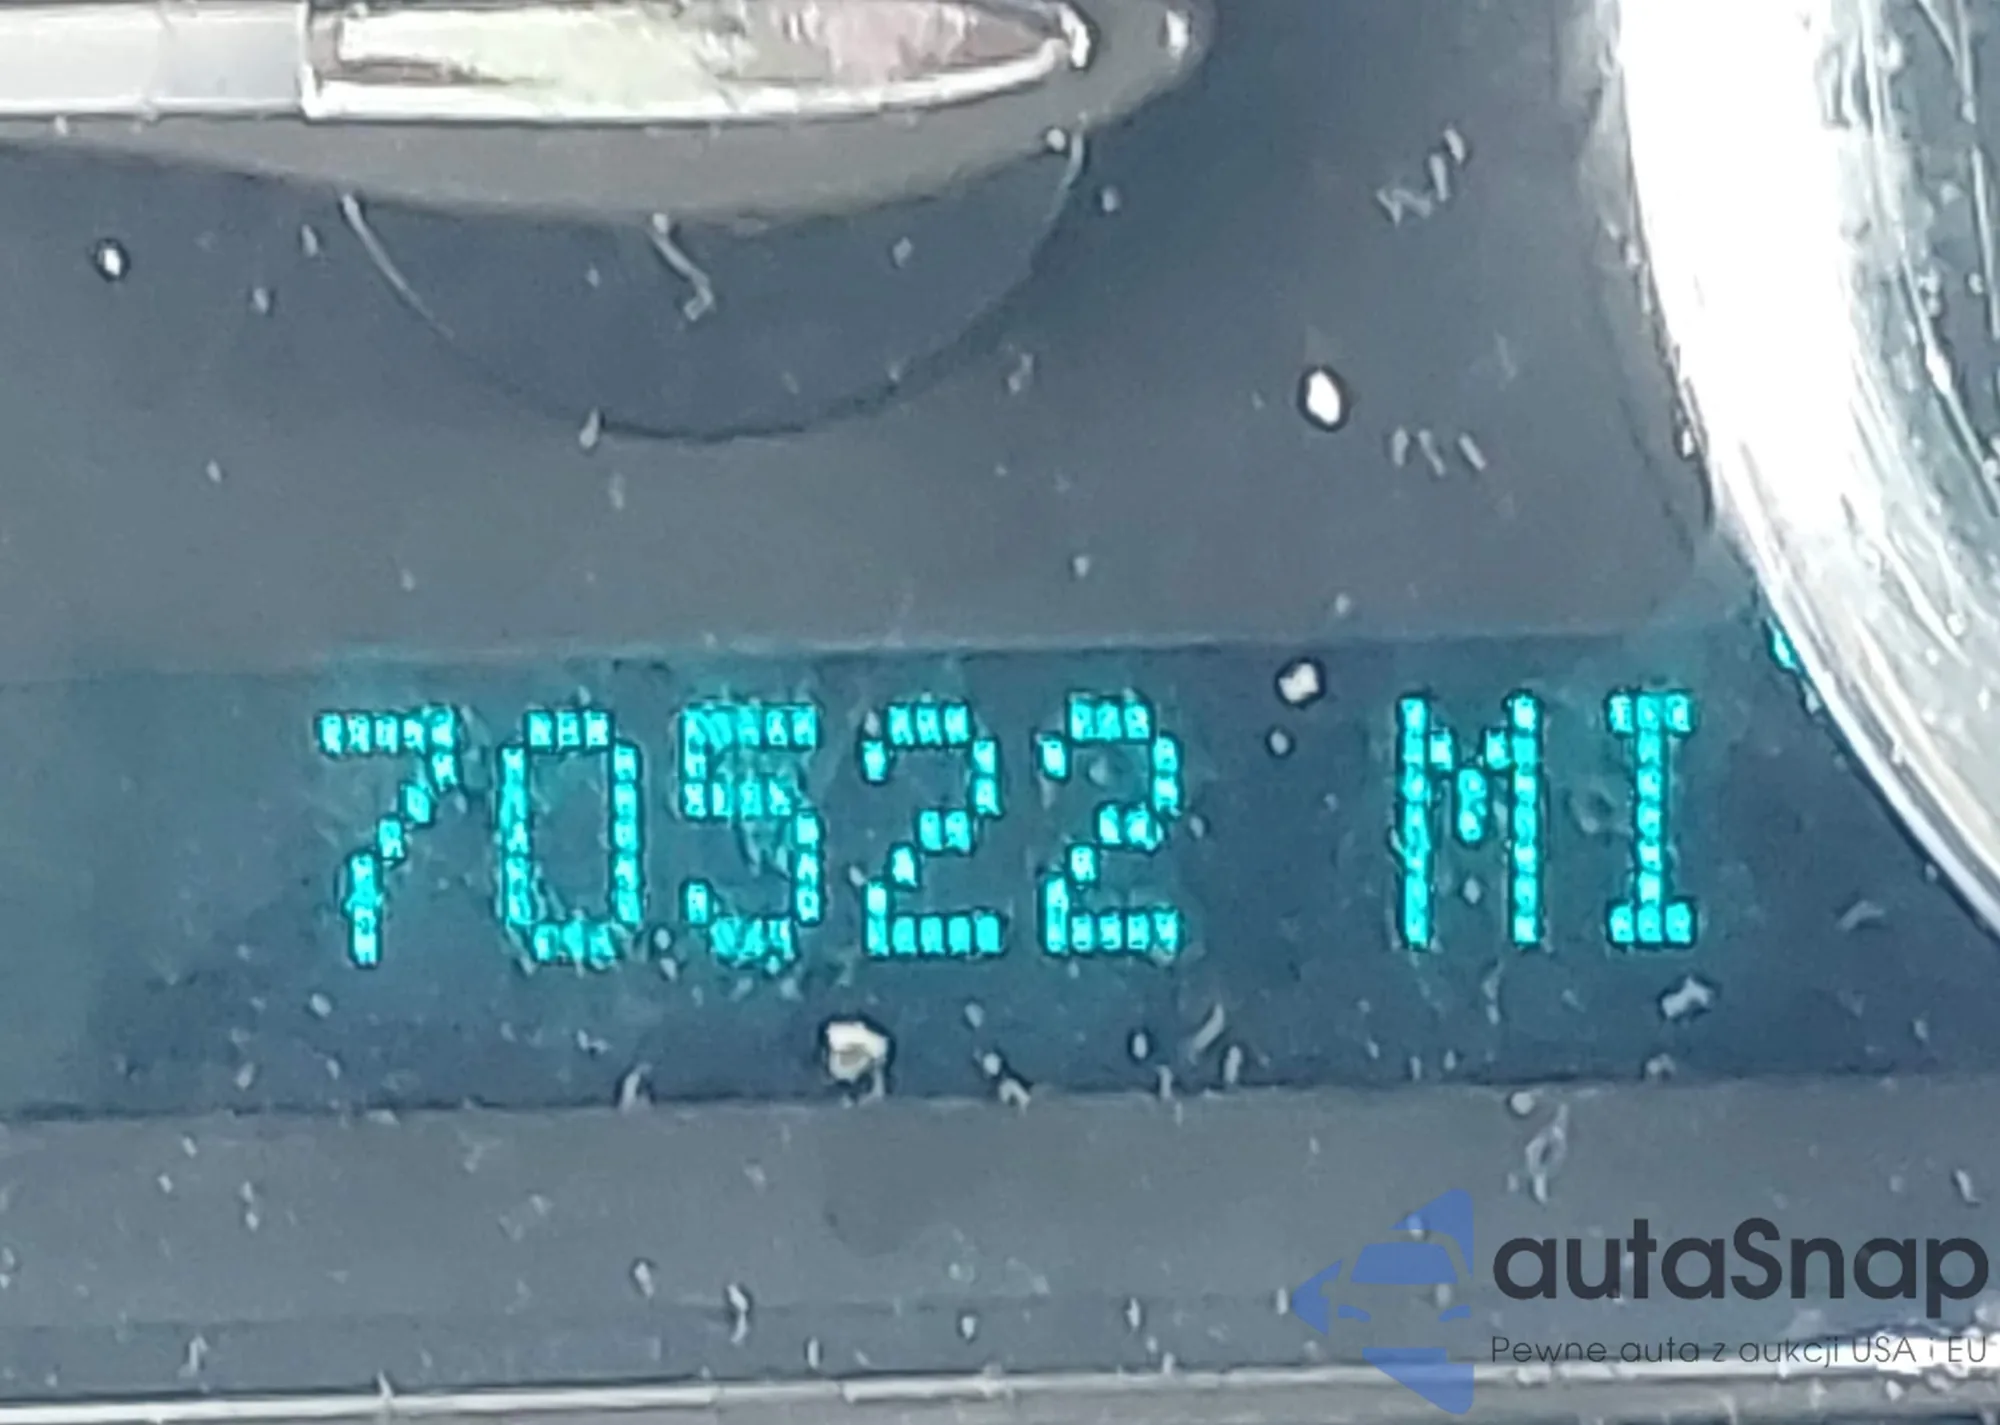 70522 MI
autaSnap
Pewne auta z aukcji USA i EU